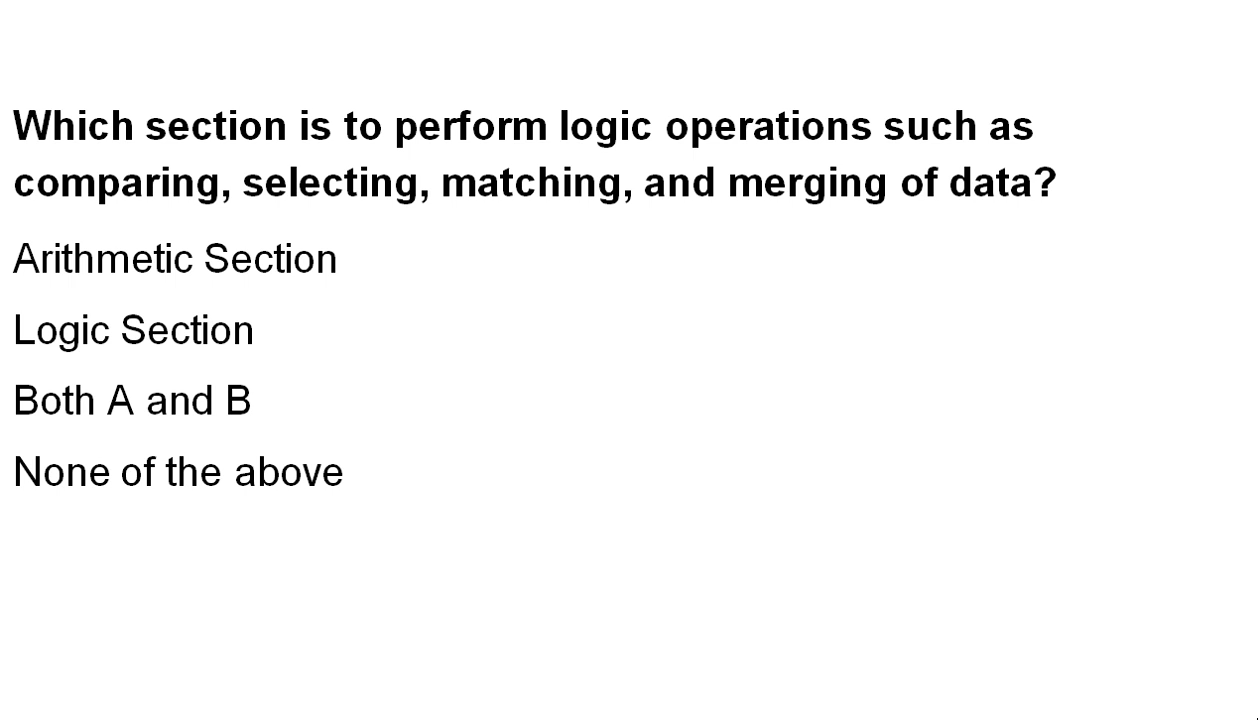 Which section is to perform logic operations such as
comparing, selecting, matching, and merging of data?
Arithmetic Section
Logic Section
Both A and B
None of the above